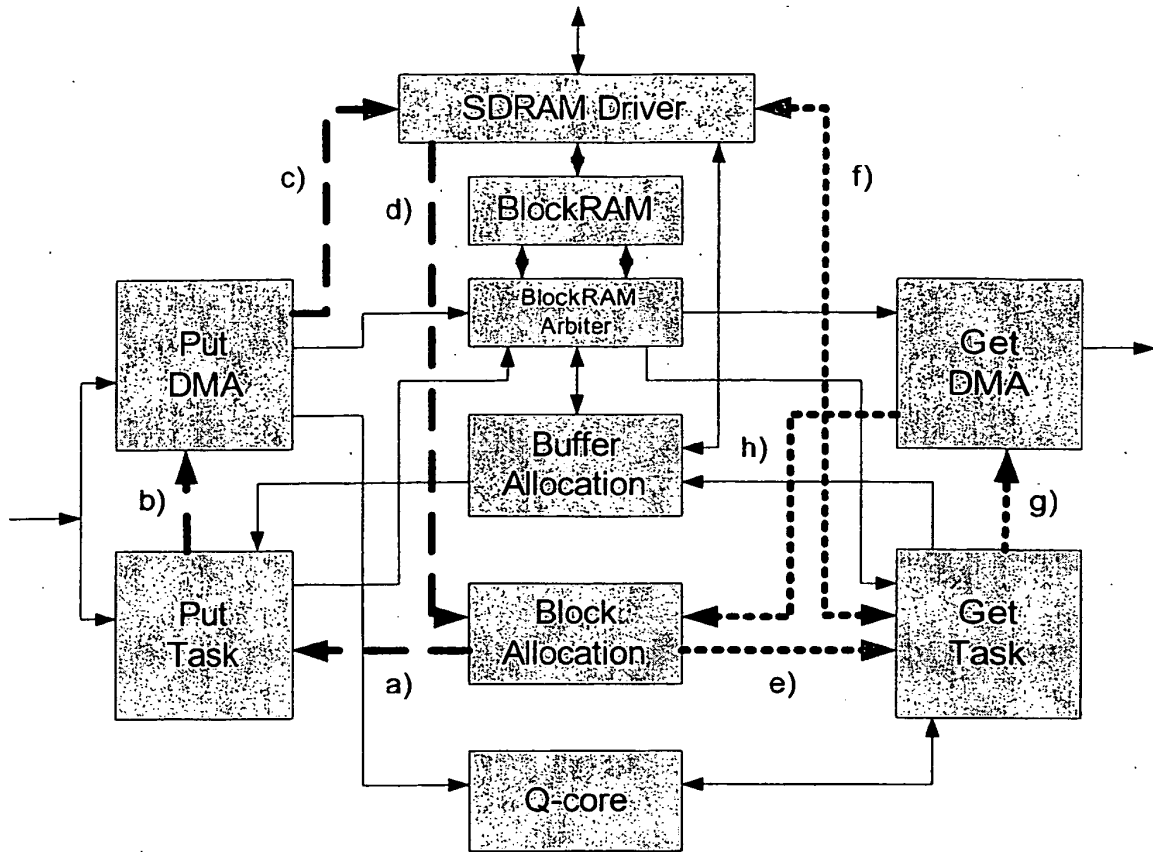 SDRAM Driver
c)
d)
f)
BlockRAM
BlockRAM
Arbiter
Put
DMA
Get
DMA
Buffer
Allocation
h)
b)
g)
Put
Task
Block
Allocation
Get
Task
a)
e)
Q-core